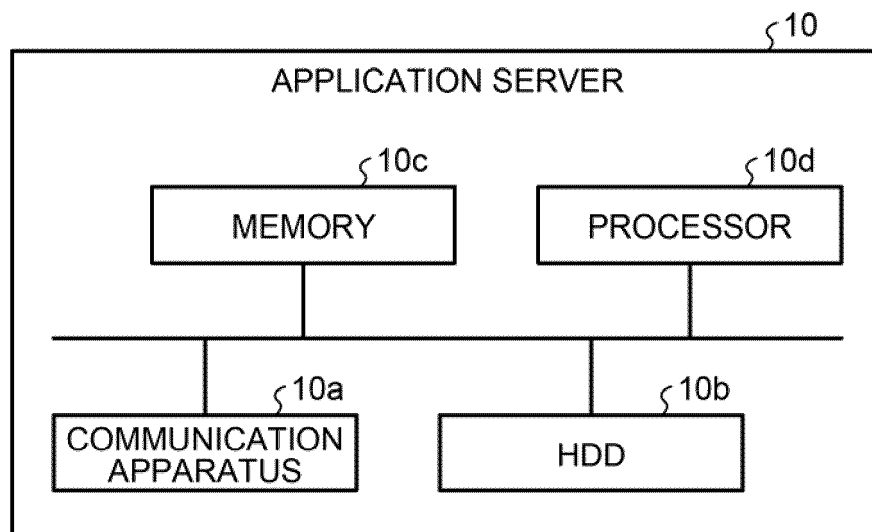 10
APPLICATION SERVER
10c
10d
MEMORY
PROCESSOR
10a
10b
COMMUNICATION
APPARATUS
HDD